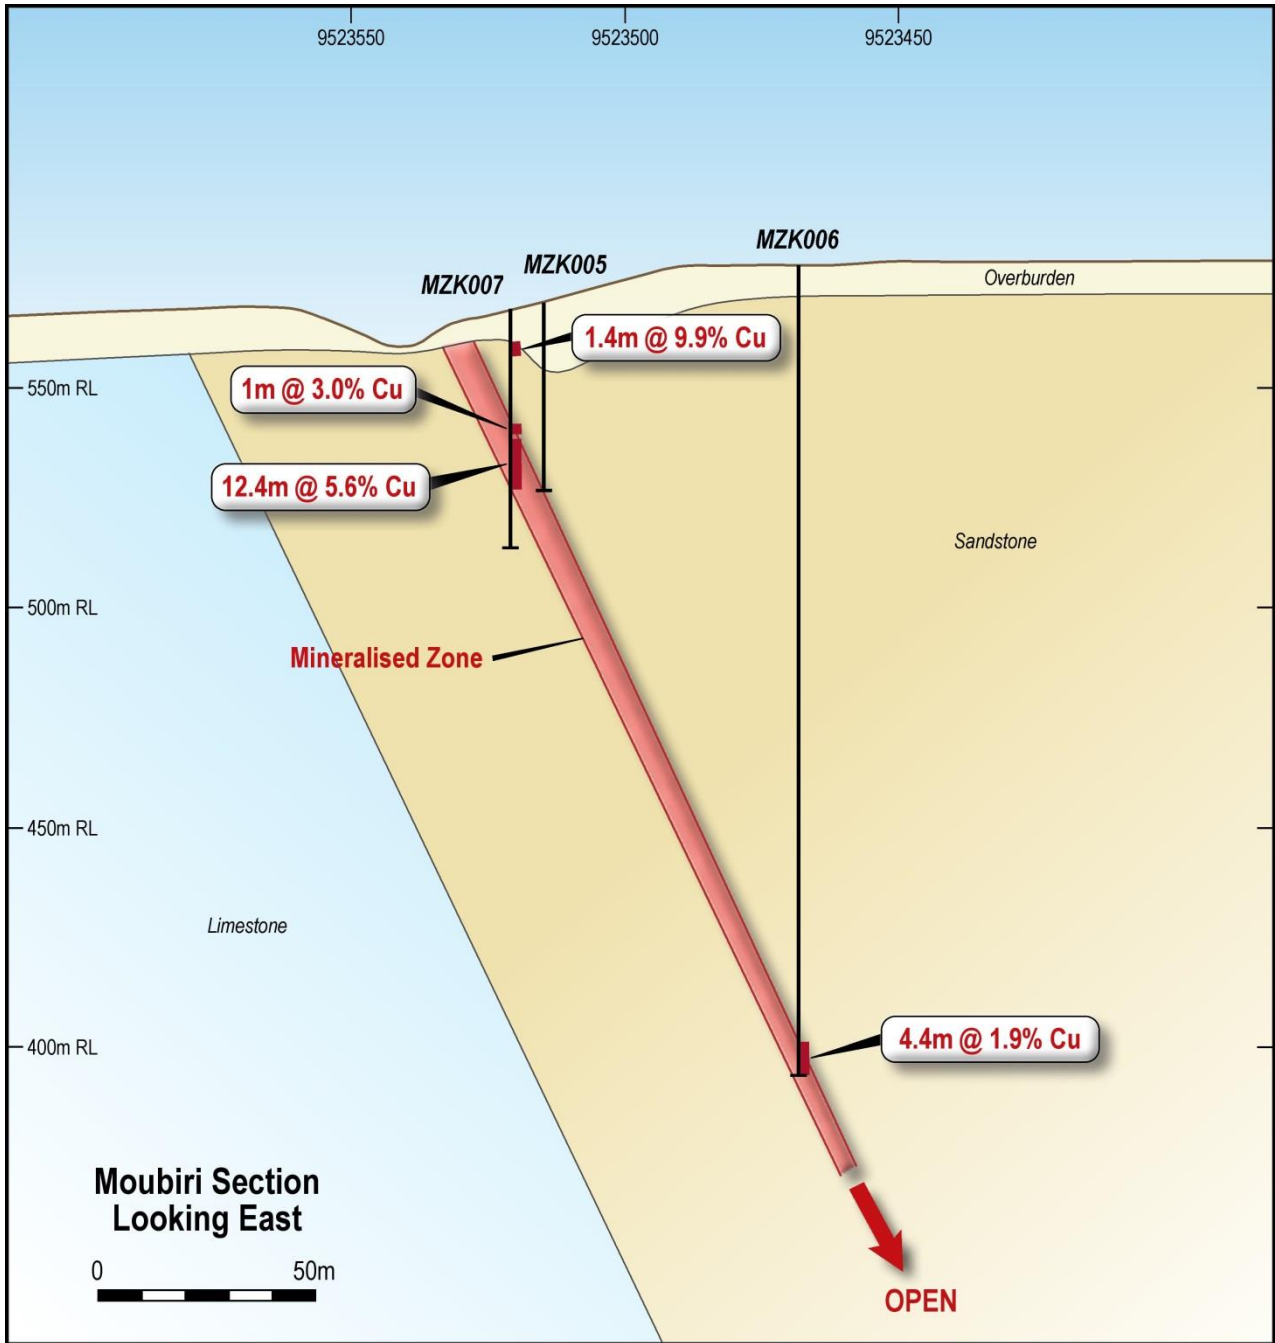 9523550
9523500
9523450
MZK006
MZK005
MZK007
Overburden
1.4m @ 9.9% Cu
550m RL
1m @ 3.0% Cu
12.4m @ 5.6% Cu
Sandstone
500m RL
Mineralised Zone
450m RL
Limestone
400m RL
4.4m @ 1.9% Cu
Moubiri Section
Looking East
0 50m
OPEN